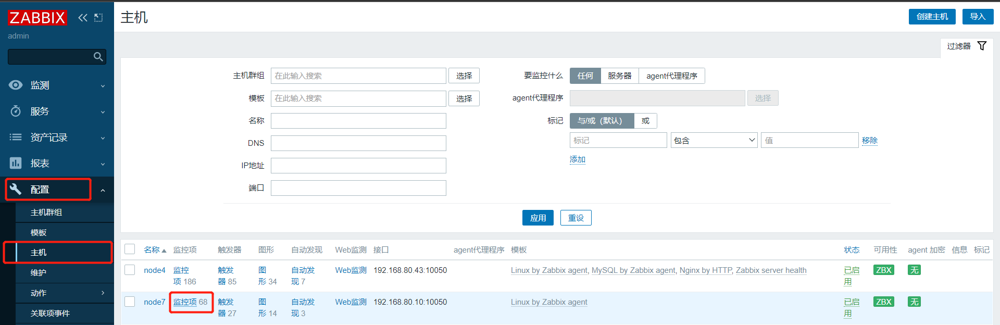 ZABBIX
admin
监测
服务
资产记录
报表
配置
主机群组
模板
主机
维护
动作
关联项事件
主机
创建主机
导入
过滤器
主机群组 在此输入搜索 选择
模板 在此输入搜索 选择
名称
DNS
IP地址
端口
要监控什么 任何 服务器 agent代理程序
agent代理程序 选择
标记 与/或（默认） 或
标记 包含 值 移除
添加
应用 重设
名称 监控项 触发器 图形 自动发现 Web监测 接口 agent代理程序 模板 状态 可用性 agent 加密 信息 标记
node4 监控 触发 图 自动发 Web监测 192.168.80.43:10050 Linux by Zabbix agent, MySQL by Zabbix agent, Nginx by HTTP, Zabbix server health 已启 ZBX 无
项 186 器 85 形 34 现 7 用
node7 监控项 68 触发 图 自动发 Web监测 192.168.80.10:10050 Linux by Zabbix agent 已启 ZBX 无
器 27 形 14 现 3 用